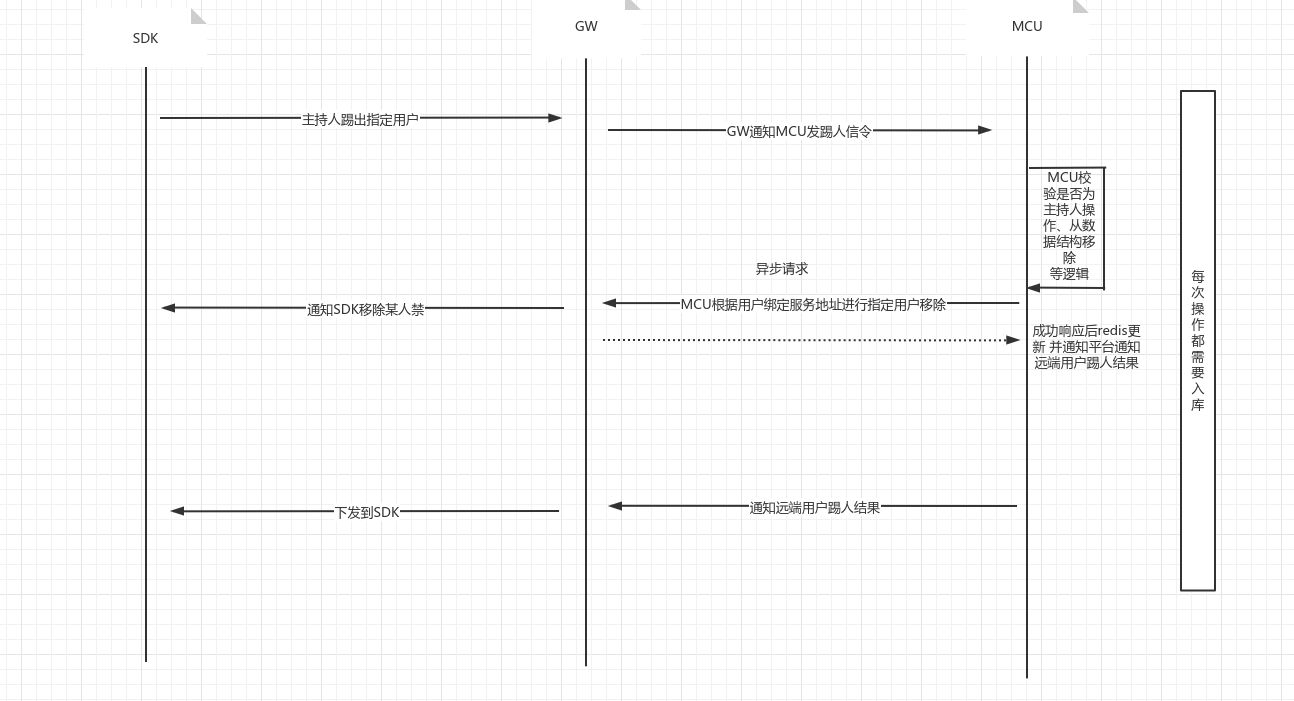 SDK
GW
MCU
主持人踢出指定用户
GW通知MCU发踢人信令
MCU校
验是否为
主持人操
作、从数
据结构移
除
等逻辑
异步请求
MCU根据用户绑定服务地址进行指定用户移除
通知SDK移除某人禁
成功响应后redis更
新 并通知平台通知
远端用户踢人结果
通知远端用户踢人结果
下发到SDK
每
次
操
作
都
需
要
入
库